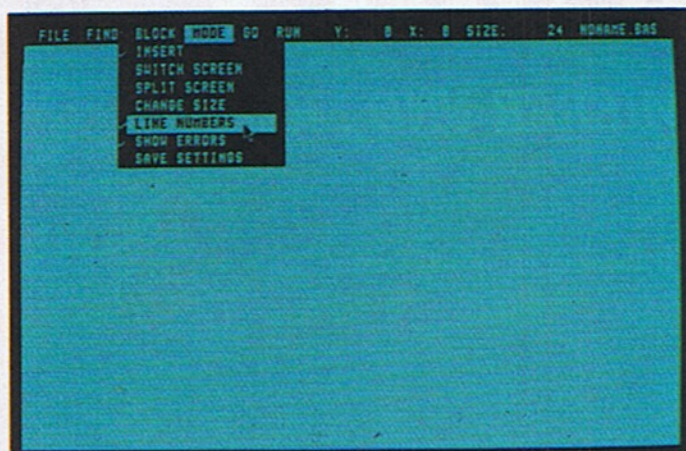 FILE FIND BLOCK MODE GO RUN Y: 0 X: 0 SIZE: 24 NONAME.BAS
INSERT
SWITCH SCREEN
SPLIT SCREEN
CHANGE SIZE
LINE NUMBERS
SHOW ERRORS
SAVE SETTINGS